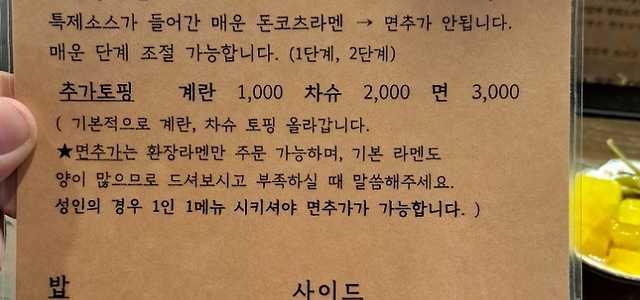 특제소스가 들어간 매운 돈코츠라멘 → 면추가 안됩니다.
매운 단계 조절 가능합니다. (1단계, 2단계)
추가토핑 계란 1,000 차슈 2,000 면 3,000
( 기본적으로 계란, 차슈 토핑 올라갑니다.
★면추가는 환장라멘만 주문 가능하며, 기본 라멘도
양이 많으므로 드셔보시고 부족하실 때 말씀해주세요.
성인의 경우 1인 1메뉴 시키셔야 면추가가 가능합니다. )
밥 사이드